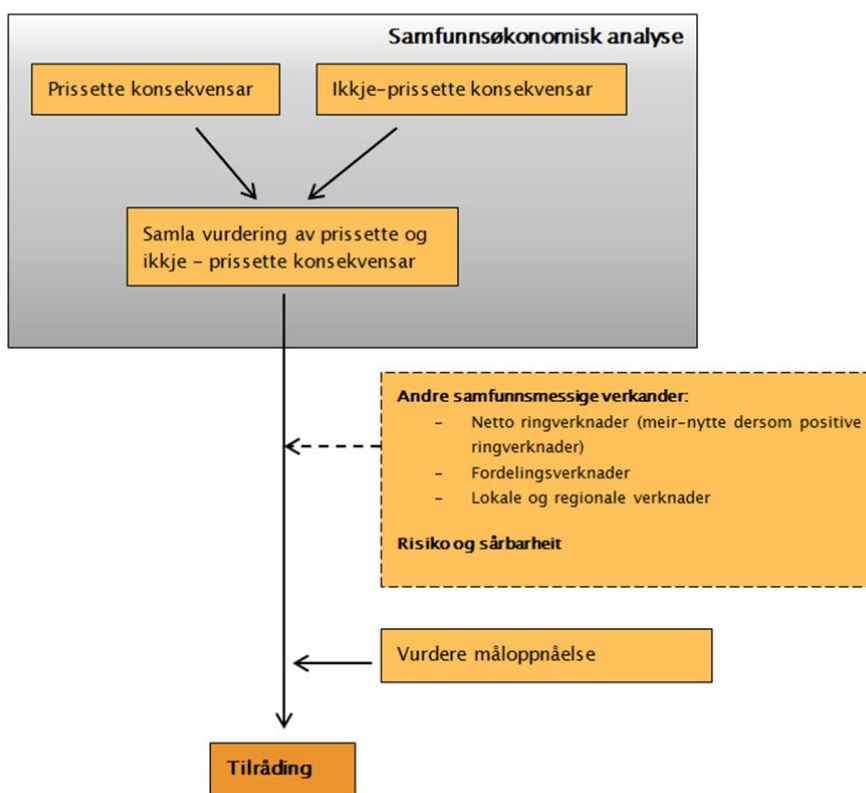 Samfunnsøkonomisk analyse
Prissette konsekvensar
Ikkje-prissette konsekvensar
Samla vurdering av prissette og
ikkje – prissette konsekvensar
Andre samfunnsmessige verkander:
– Netto ringverknader (meir-nytte dersom positive
ringverknader)
– Fordelingsverknader
– Lokale og regionale verknader
Risiko og sårbarheit
Vurdere måloppnåelse
Tilråding